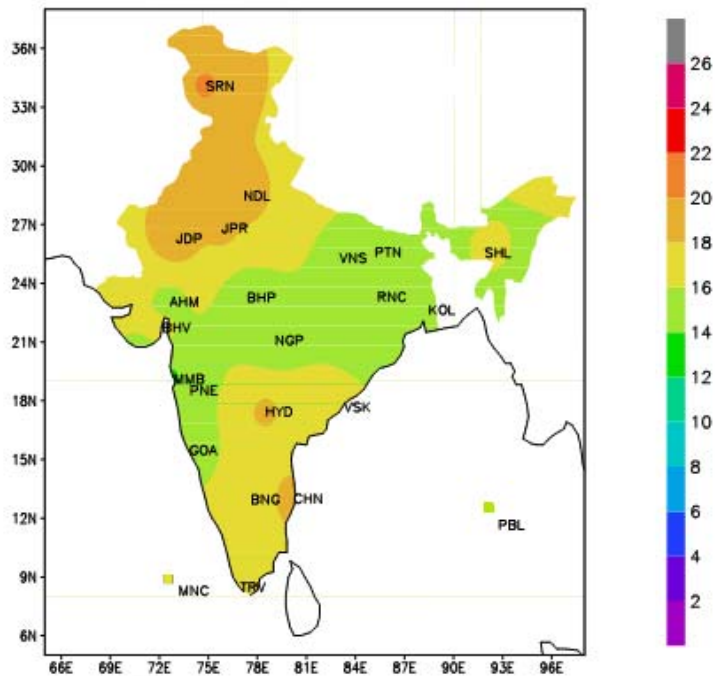 36N
33N
30N
27N
24N
21N
18N
15N
12N
9N
6N
66E 69E 72E 75E 78E 81E 84E 87E 90E 93E 96E
SRN
NDL
JDP JPR
VNS PTN SHL
AHM BHP RNC KOL
BHV NGP
MMB
PNE
HYD VSK
GOA
BNG CHN
PBL
MNC TRV
26
24
22
20
18
16
14
12
10
8
6
4
2